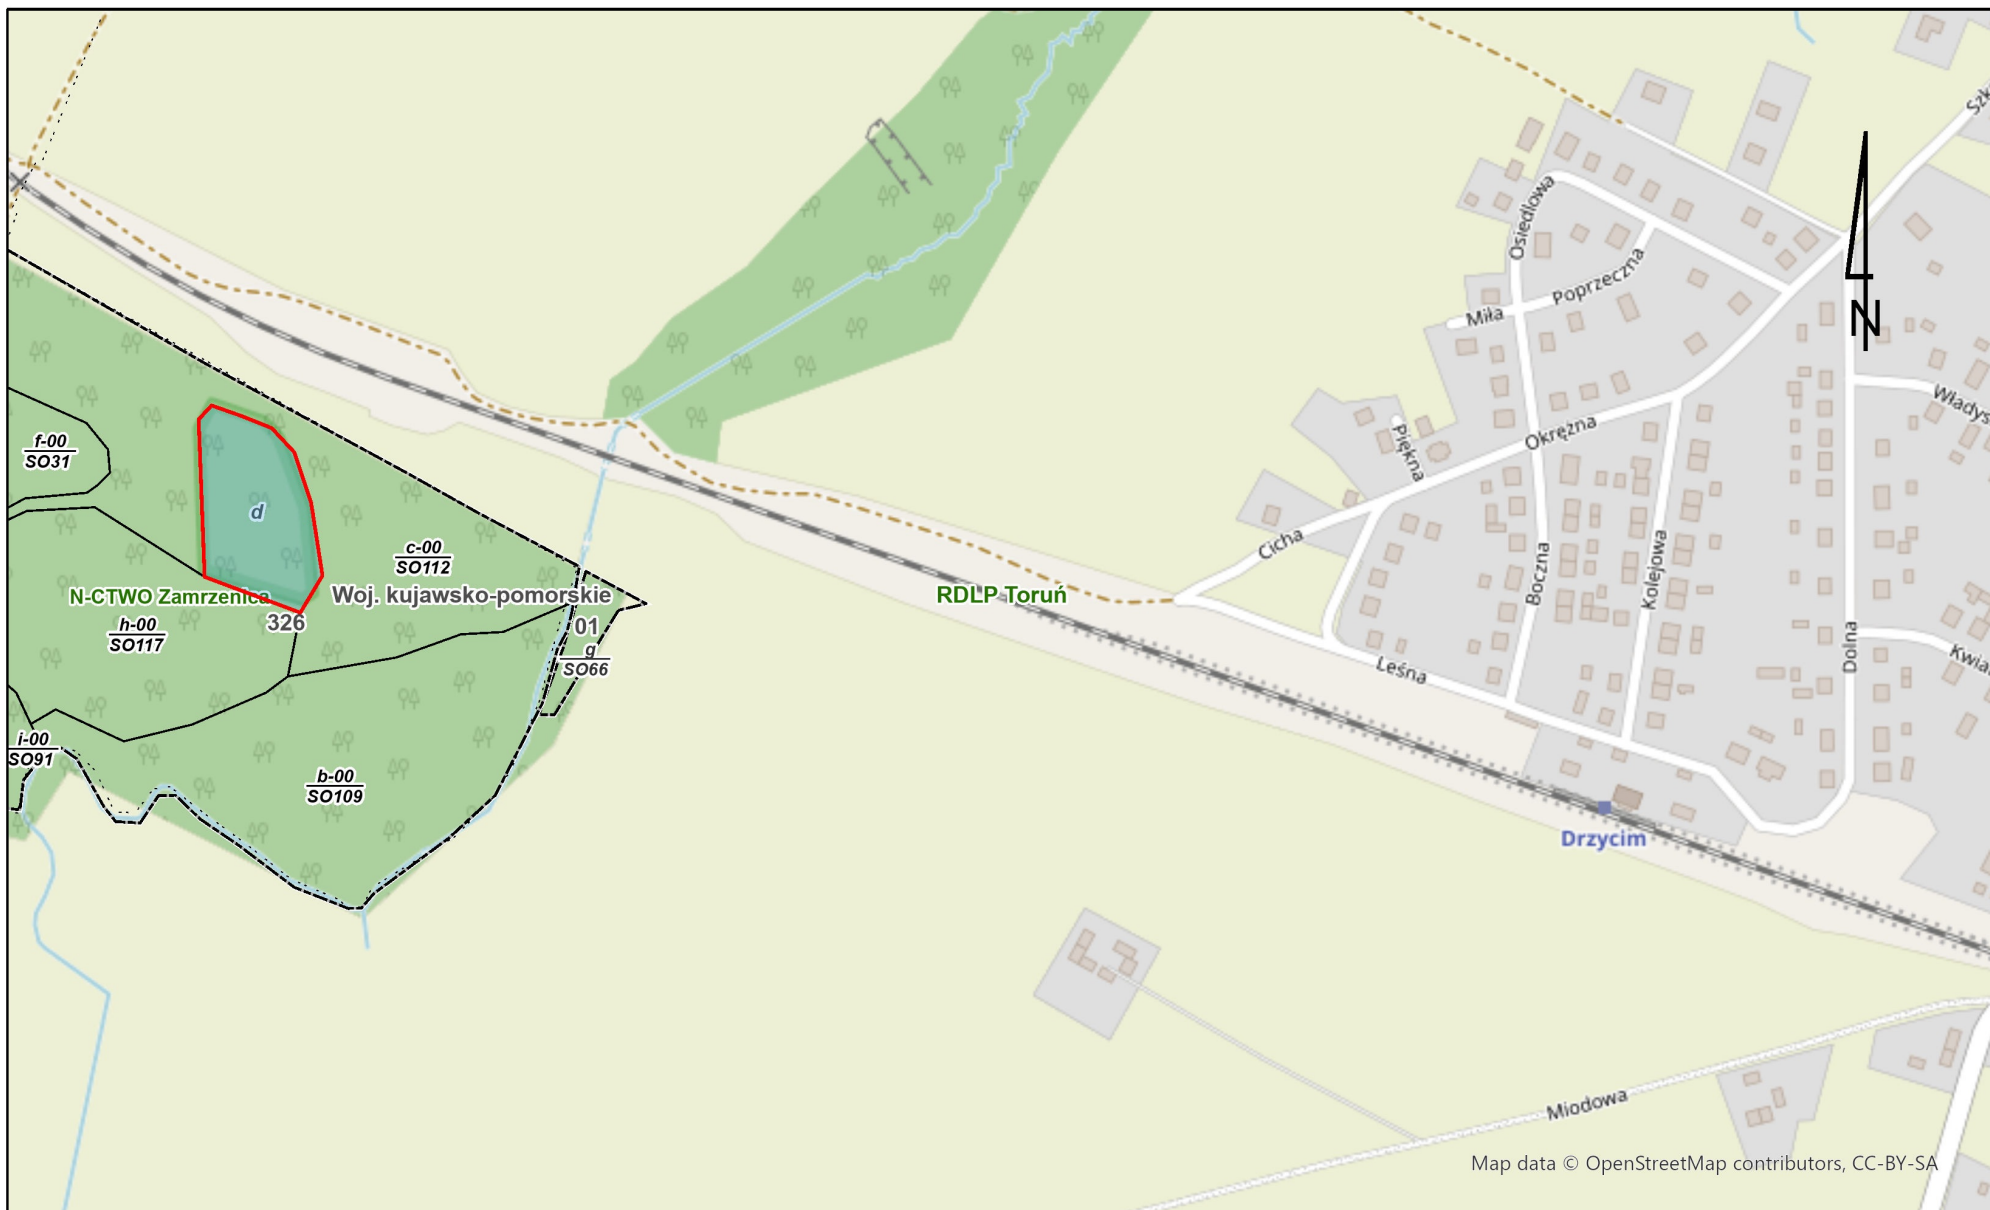 Szk
Osiedlowa
Poprzeczna
Miła
N
Władys
Piękna
Okrężna
f-00
SO31
d
Cicha
c-00
SO112
Boczna
Kolejowa
N-CTWO Zamrzenica
Woj. kujawsko-pomorskie
RDLP Toruń
326
01
h-00
SO117
g
SO66
Leśna
Dolna
Kwia
i-00
SO91
b-00
SO109
Drzycim
Miodowa
Map data © OpenStreetMap contributors, CC-BY-SA